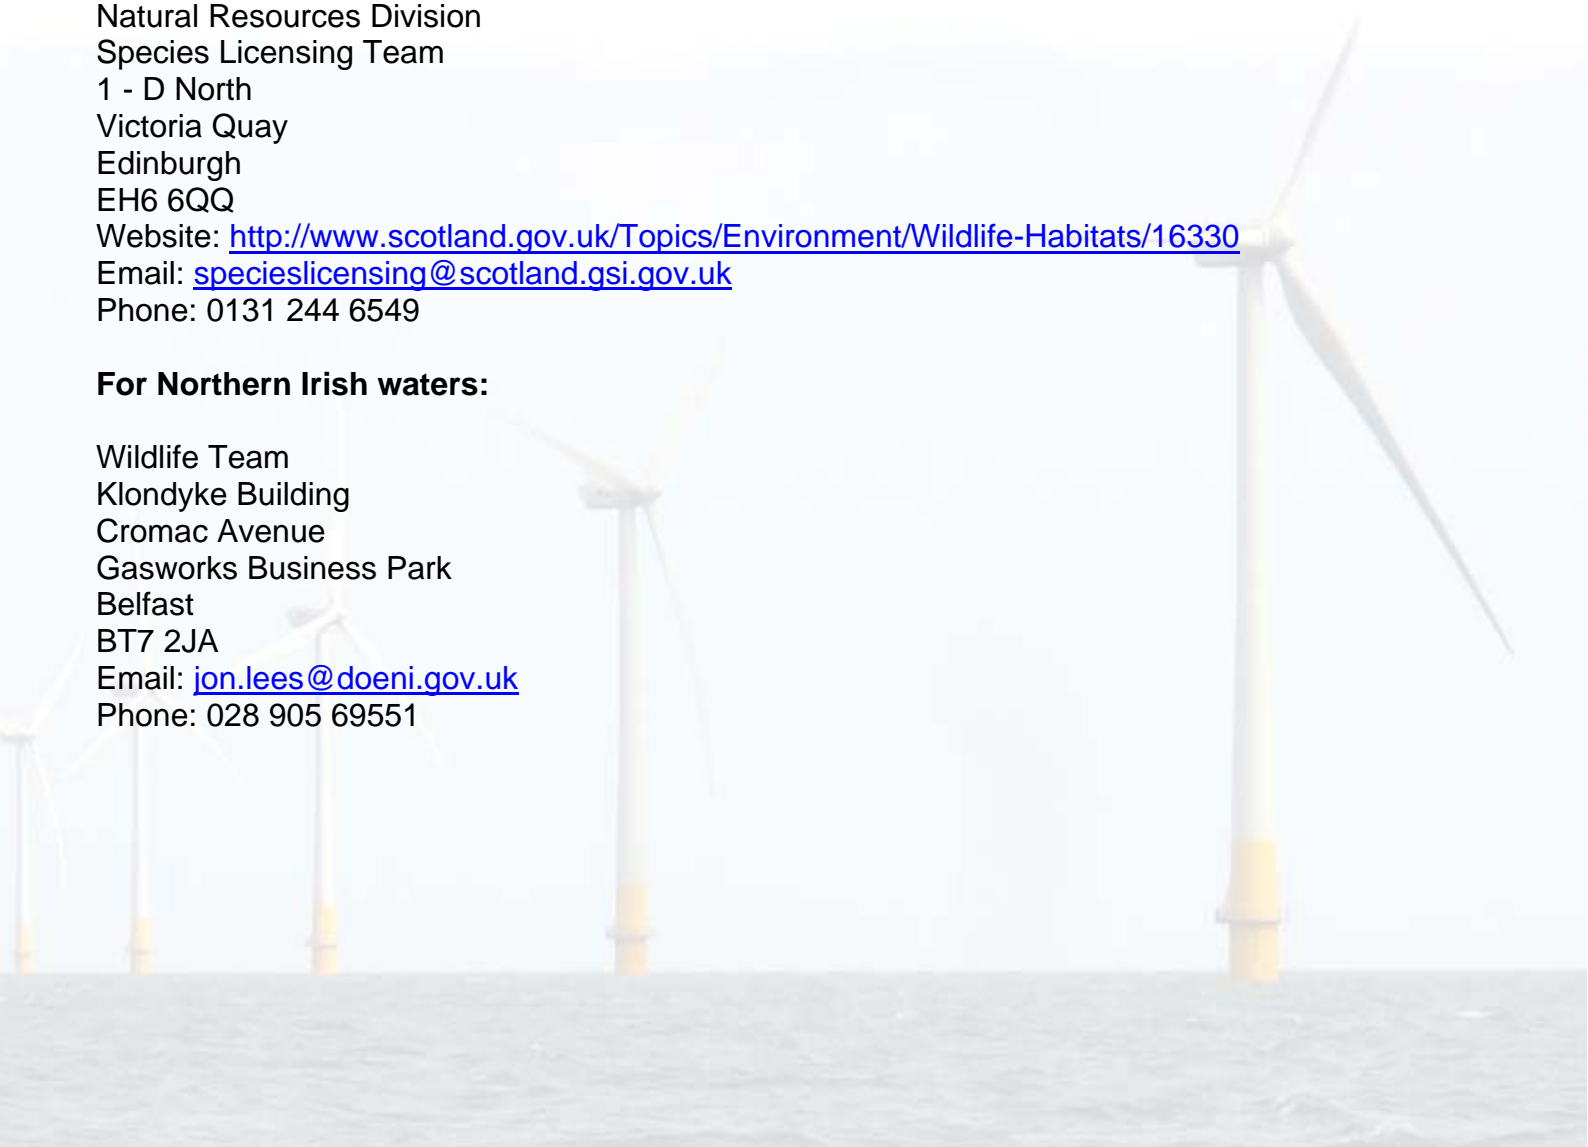 Natural Resources Division
Species Licensing Team
1 - D North
Victoria Quay
Edinburgh
EH6 6QQ
Website: http://www.scotland.gov.uk/Topics/Environment/Wildlife-Habitats/16330
Email: specieslicensing@scotland.gsi.gov.uk
Phone: 0131 244 6549
For Northern Irish waters:
Wildlife Team
Klondyke Building
Cromac Avenue
Gasworks Business Park
Belfast
BT7 2JA
Email: jon.lees@doeni.gov.uk
Phone: 028 905 69551